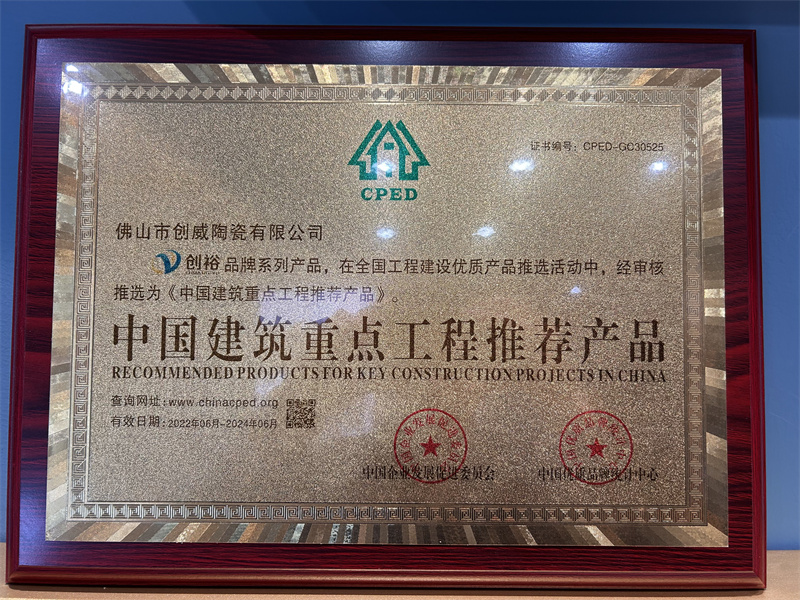 证书编号：CPED-GC30525
CPED
佛山市创威陶瓷有限公司
创裕 品牌系列产品，在全国工程建设优质产品推选活动中，经审核
推选为《中国建筑重点工程推荐产品》。
中国建筑重点工程推荐产品
RECOMMENDED PRODUCTS FOR KEY CONSTRUCTION PROJECTS IN CHINA
查询网址：www.chinacped.org
有效日期：2022年06月-2024年06月
中国企业发展促进委员会
中国优质品牌统计中心